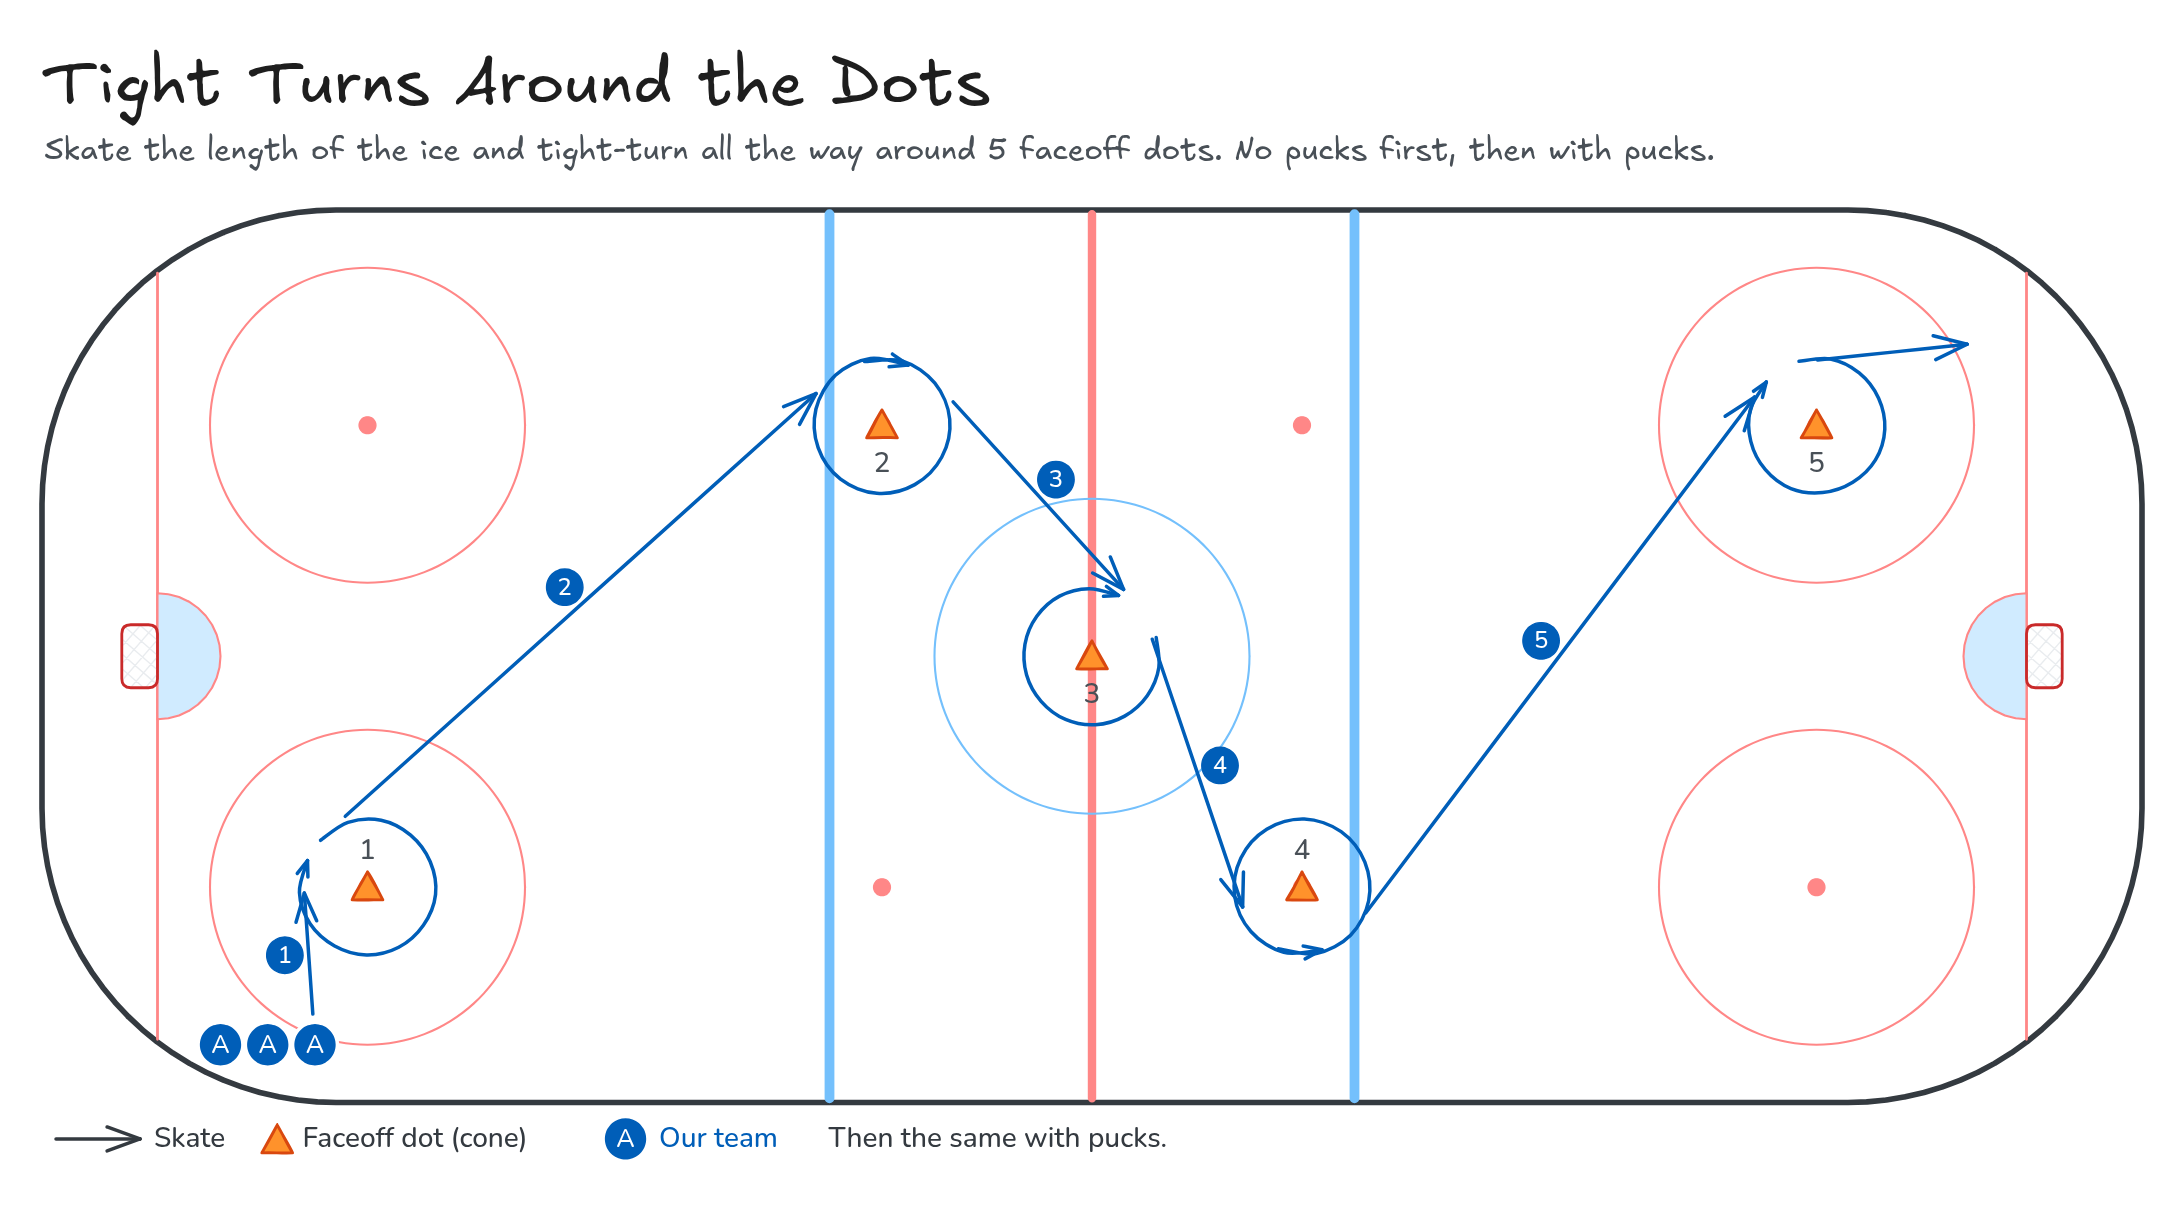 Tight Turns Around the Dots
Skate the length of the ice and tight-turn all the way around 5 faceoff dots. No pucks first, then with pucks.
2
5
3
2
5
3
4
1
4
1
A A A
Skate Faceoff dot (cone) A Our team Then the same with pucks.